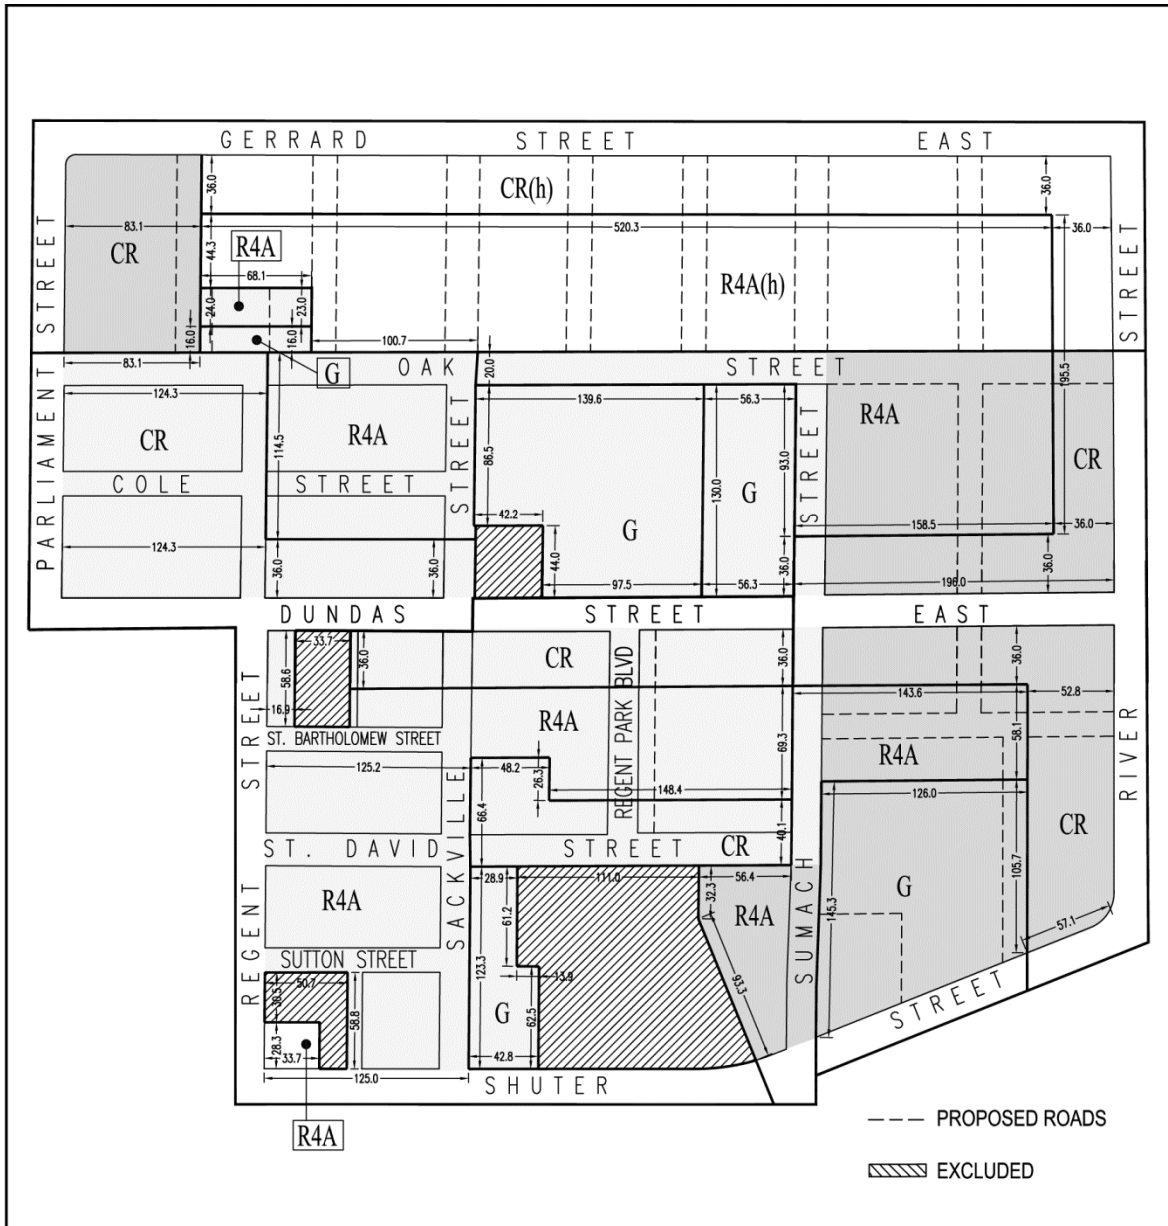 GERRARD STREET EAST
36.0
CR(h)
36.0
83.1
520.3
36.0
CR
44.3
R4A
68.1
R4A(h)
STREET
STREET
24.0
23.0
16.0
16.0
100.7
195.5
83.1
G
OAK
20.0
STREET
124.3
139.6
56.3
CR
R4A
114.5
86.5
130.0
93.0
R4A
CR
COLE STREET
STREET
STREET
PARLIAMENT
42.2
G
G
158.5
36.0
124.3
36.0
36.0
44.0
97.5
56.3
36.0
196.0
36.0
DUNDAS STREET EAST
33.7
58.6
36.0
CR
36.0
36.0
16.9
143.6
52.8
ST. BARTHOLOMEW STREET
R4A
REGENT PARK BLVD
69.3
58.1
R4A
STREET
125.2
48.2
26.3
148.4
126.0
RIVER
66.4
40.1
CR
ST. DAVID STREET
CR
SACKVILLE
28.9
111.0
56.4
32.3
SUMACH
G
105.7
R4A
61.2
R4A
145.3
57.1
REGENT
SUTTON STREET
50.7
30.5
123.3
13.9
93.3
58.8
G
62.5
STREET
28.3
33.7
42.8
125.0
SHUTER
R4A
PROPOSED ROADS
EXCLUDED